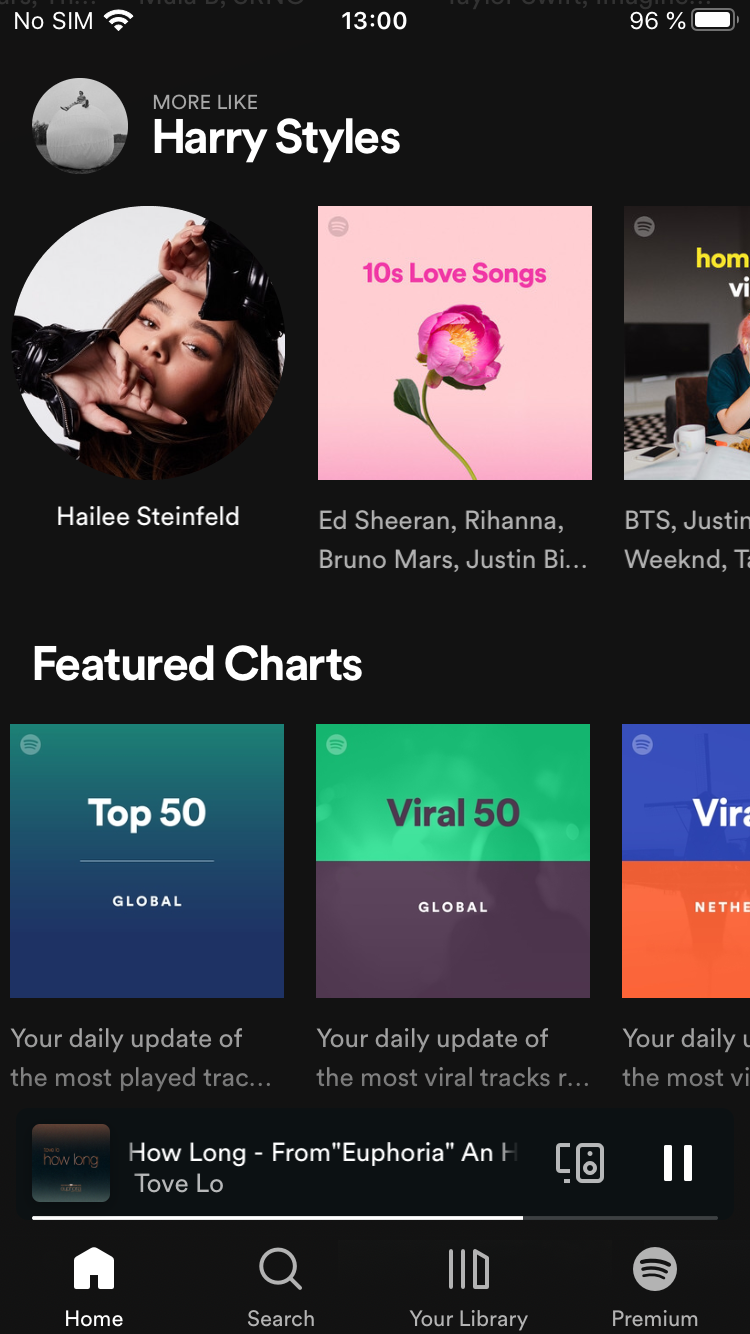 No SIM 13:00 96 %
MORE LIKE
Harry Styles
10s Love Songs
hom
vi
Hailee Steinfeld
Ed Sheeran, Rihanna,
Bruno Mars, Justin Bi...
BTS, Justin
Weeknd, Ta
Featured Charts
Top 50
GLOBAL
Viral 50
GLOBAL
Vira
NETHE
Your daily update of
the most played trac...
Your daily update of
the most viral tracks r...
Your daily u
the most vi
how long
How Long - From"Euphoria" An H
Tove Lo
Home
Search
Your Library
Premium